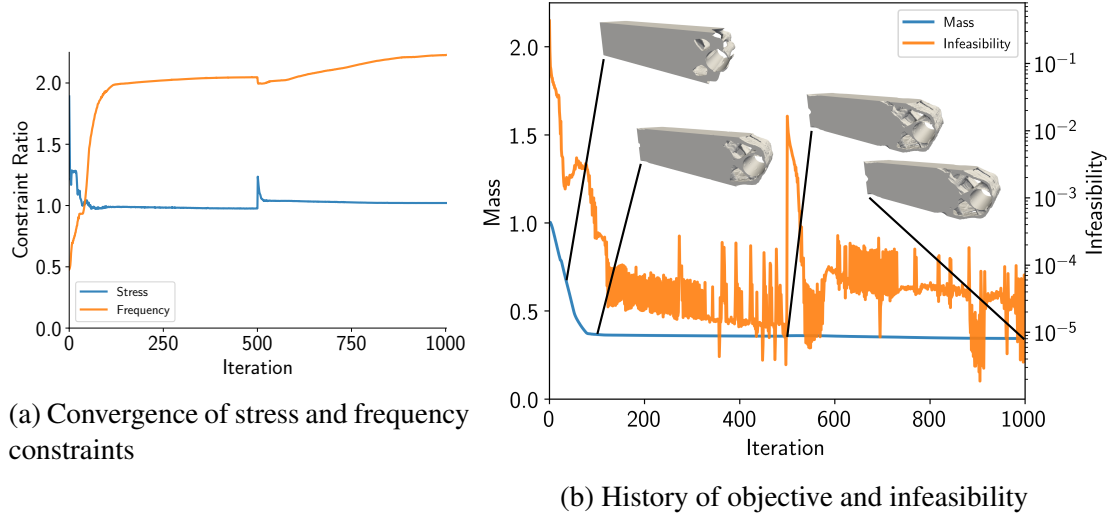 2.0
1.5
1.0
0.5
0.0
Constraint Ratio
Stress
Frequency
0
250
500
750
1000
Iteration
(a) Convergence of stress and frequency
constraints
2.0
1.5
1.0
0.5
0.0
Mass
Mass
Infeasibility
10⁻¹
10⁻²
10⁻³
10⁻⁴
10⁻⁵
Infeasibility
0
200
400
600
800
1000
Iteration
(b) History of objective and infeasibility